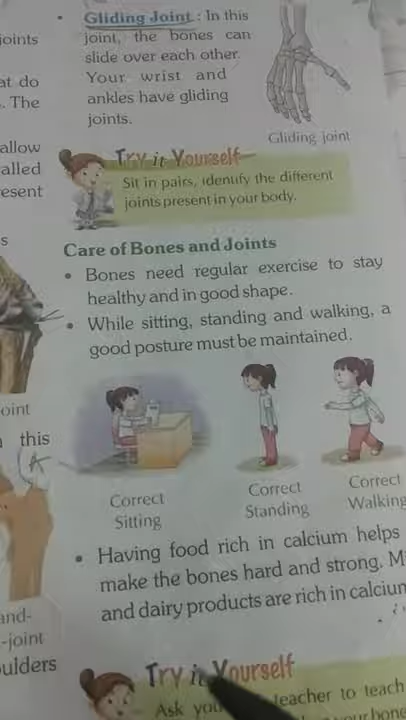 joints
at do
. The
allow
alled
esent
s
oint
this
A
and-
-joint
oulders
• Gliding Joint : In this
joint, the bones can
slide over each other.
Your wrist and
ankles have gliding
joints.
Gliding joint
Try it Yourself
Sit in pairs, identify the different
joints present in your body.
Care of Bones and Joints
• Bones need regular exercise to stay
healthy and in good shape.
• While sitting, standing and walking, a
good posture must be maintained.
Correct
Sitting
Correct
Standing
Correct
Walking
• Having food rich in calcium helps
make the bones hard and strong. M
and dairy products are rich in calcium
Try it Yourself
Ask you teacher to teach
your bone